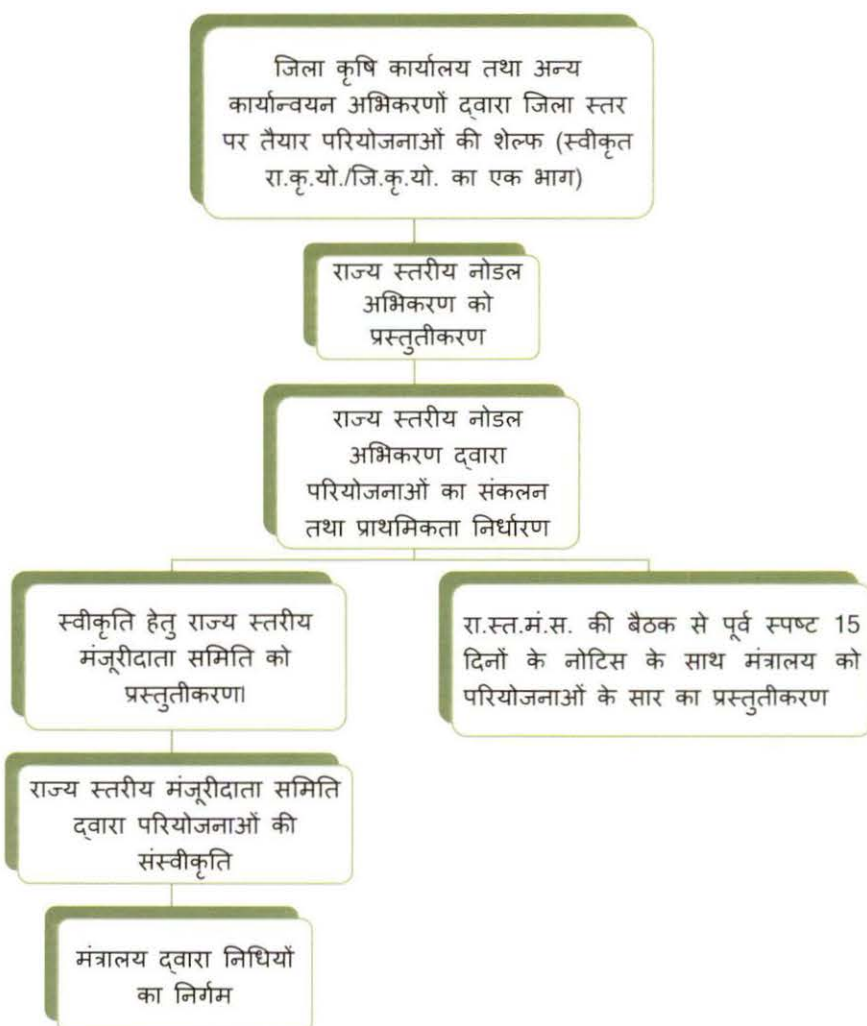 जिला कृषि कार्यालय तथा अन्य
कार्यान्वयन अभिकरणों द्वारा जिला स्तर
पर तैयार परियोजनाओं की शेल्फ (स्वीकृत
रा.कृ.यो./जि.कृ.यो. का एक भाग)
राज्य स्तरीय नोडल
अभिकरण को
प्रस्तुतीकरण
राज्य स्तरीय नोडल
अभिकरण द्वारा
परियोजनाओं का संकलन
तथा प्राथमिकता निर्धारण
स्वीकृति हेतु राज्य स्तरीय
मंजूरीदाता समिति को
प्रस्तुतीकरण।
रा.स्त.मं.स. की बैठक से पूर्व स्पष्ट 15
दिनों के नोटिस के साथ मंत्रालय को
परियोजनाओं के सार का प्रस्तुतीकरण
राज्य स्तरीय मंजूरीदाता समिति
द्वारा परियोजनाओं की
संस्वीकृति
मंत्रालय द्वारा निधियों
का निर्गम